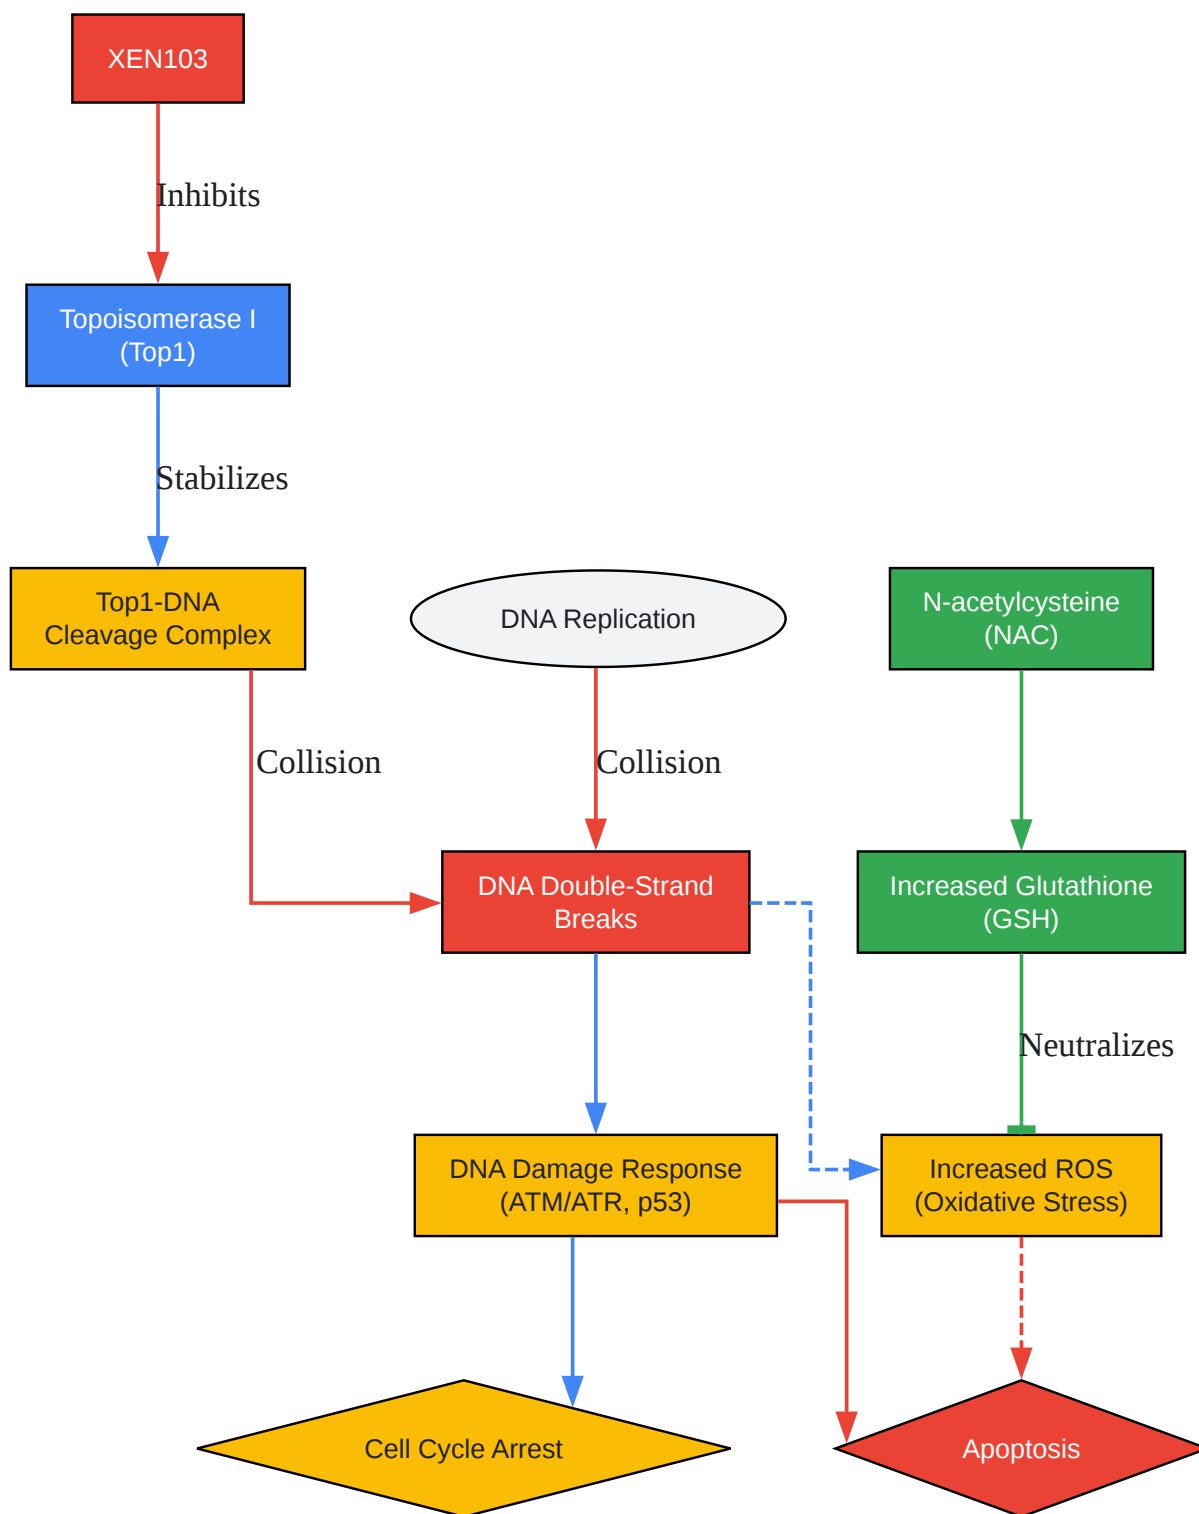 XEN103
Inhibits
Topoisomerase I
(Top1)
Stabilizes
Top1-DNA
Cleavage Complex
DNA Replication
N-acetylcysteine
(NAC)
Collision
Collision
DNA Double-Strand
Breaks
Increased Glutathione
(GSH)
Neutralizes
DNA Damage Response
(ATM/ATR, p53)
Increased ROS
(Oxidative Stress)
Cell Cycle Arrest
Apoptosis